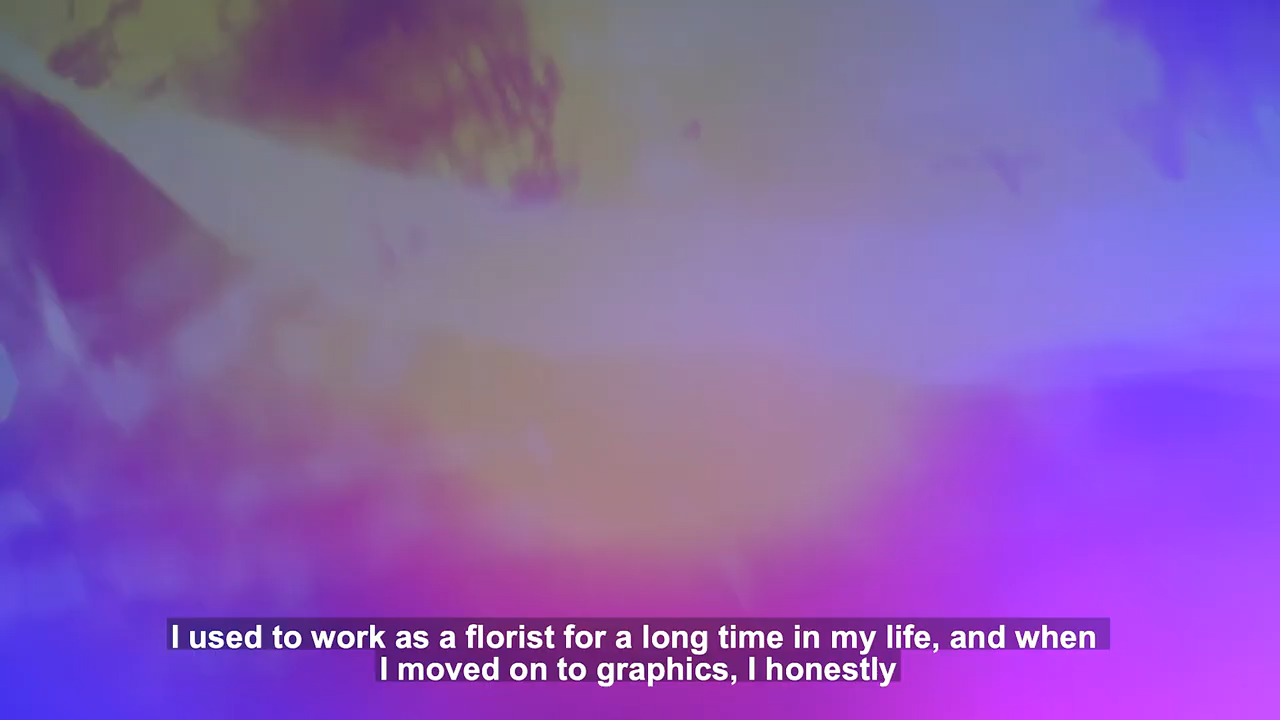 I used to work as a florist for a long time in my life, and when
I moved on to graphics, I honestly